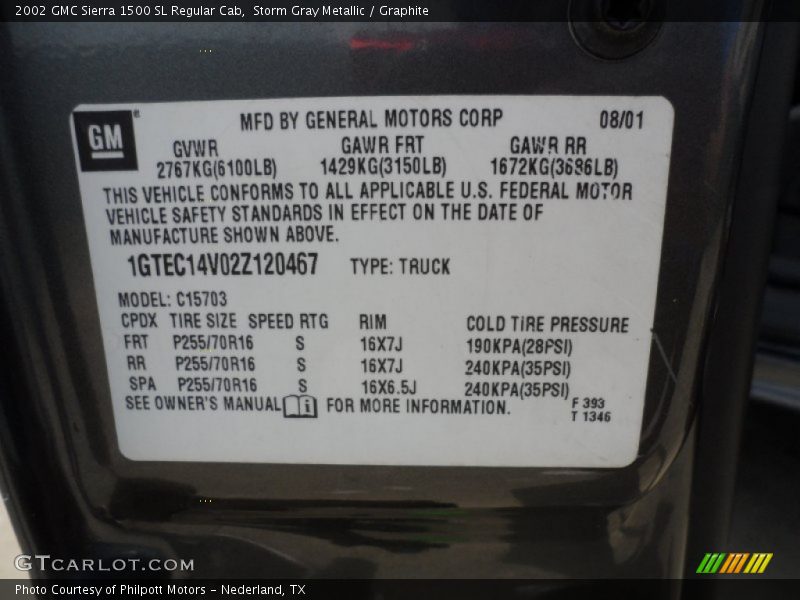 2002 GMC Sierra 1500 SL Regular Cab, Storm Gray Metallic / Graphite
GM
MFD BY GENERAL MOTORS CORP 08/01
GVWR GAWR FRT GAWR RR
2767KG(6100LB) 1429KG(3150LB) 1672KG(3686LB)
THIS VEHICLE CONFORMS TO ALL APPLICABLE U.S. FEDERAL MOTOR
VEHICLE SAFETY STANDARDS IN EFFECT ON THE DATE OF
MANUFACTURE SHOWN ABOVE.
1GTEC14V02Z120467 TYPE: TRUCK
MODEL: C15703
CPDX TIRE SIZE SPEED RTG RIM COLD TIRE PRESSURE
FRT P255/70R16 S 16X7J 190KPA(28PSI)
RR P255/70R16 S 16X7J 240KPA(35PSI)
SPA P255/70R16 S 16X6.5J 240KPA(35PSI)
SEE OWNER'S MANUAL i FOR MORE INFORMATION.
F 393
T 1346
GTCARLOT.COM
Photo Courtesy of Philpott Motors - Nederland, TX